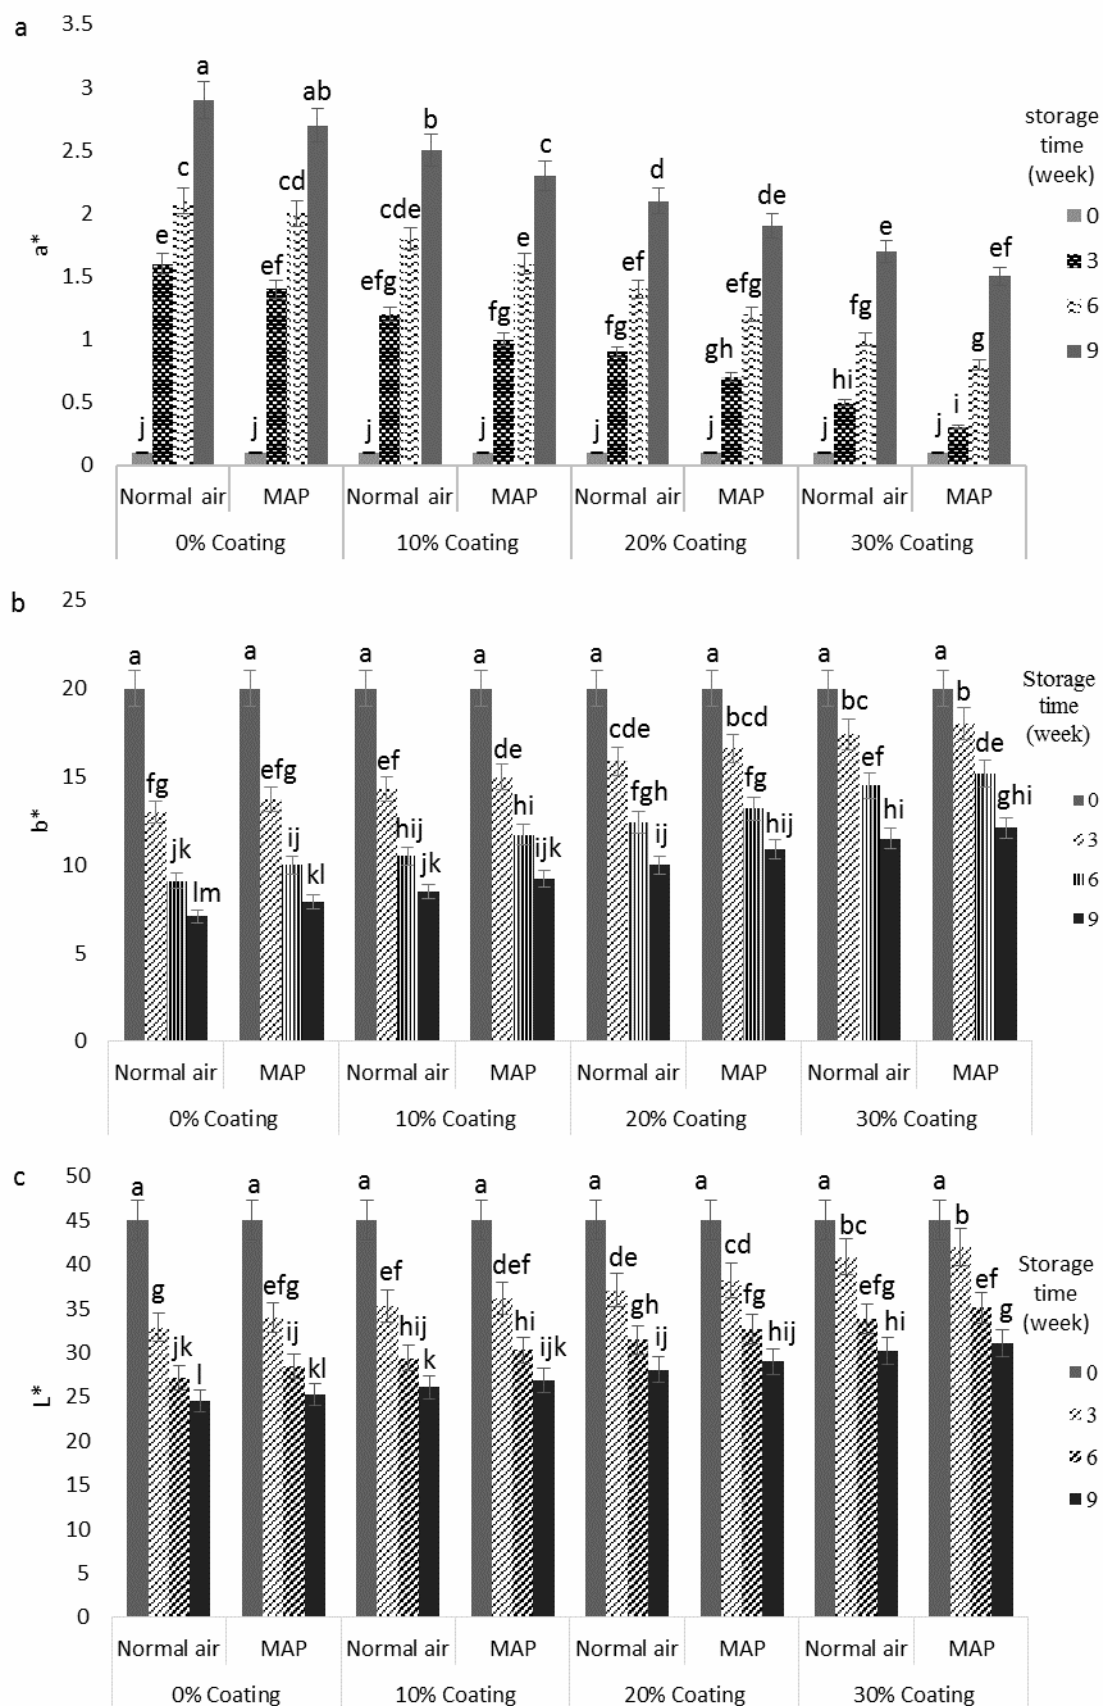 a
3.5
3
2.5
2
1.5
1
0.5
0
a*
j e c a
j ef cd ab
j efg cde b
j fg e c
j fg ef d
j gh efg de
j hi fg e
j i g ef
storage
time
(week)
0
3
6
9
Normal air MAP Normal air MAP Normal air MAP Normal air MAP
0% Coating 10% Coating 20% Coating 30% Coating
b
25
20
15
10
5
0
b*
a fg jk lm
a efg ij kl
a ef hij jk
a de hi ijk
a cde fgh ij
a bcd fg hij
a bc ef hi
a b de ghi
Storage
time
(week)
0
3
6
9
Normal air MAP Normal air MAP Normal air MAP Normal air MAP
0% Coating 10% Coating 20% Coating 30% Coating
c
50
45
40
35
30
25
20
15
10
5
0
L*
a g jk l
a efg ij kl
a ef hij k
a def hi ijk
a de gh ij
a cd fg hij
a bc efg hi
a b ef g
Storage
time
(week)
0
3
6
9
Normal air MAP Normal air MAP Normal air MAP Normal air MAP
0% Coating 10% Coating 20% Coating 30% Coating